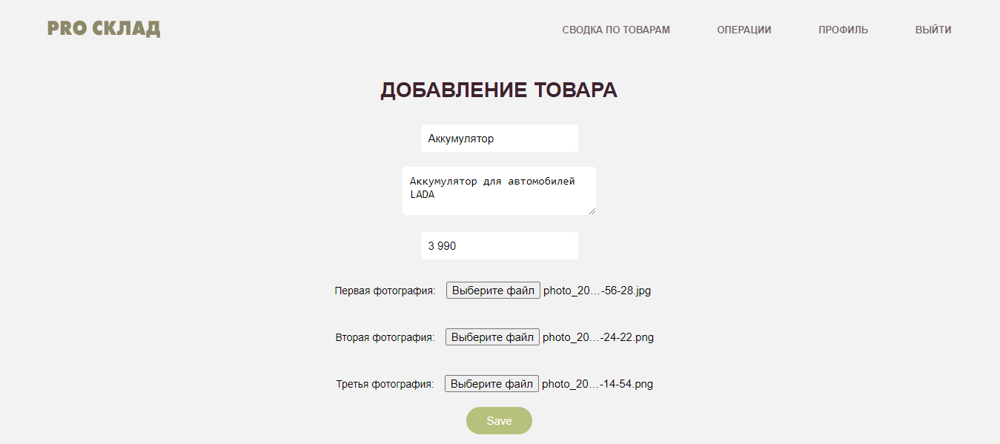 PRO СКЛАД
СВОДКА ПО ТОВАРАМ
ОПЕРАЦИИ
ПРОФИЛЬ
ВЫЙТИ
ДОБАВЛЕНИЕ ТОВАРА
Аккумулятор
Аккумулятор для автомобилей
LADA
3 990
Первая фотография: Выберите файл photo_20...-56-28.jpg
Вторая фотография: Выберите файл photo_20...-24-22.png
Третья фотография: Выберите файл photo_20...-14-54.png
Save